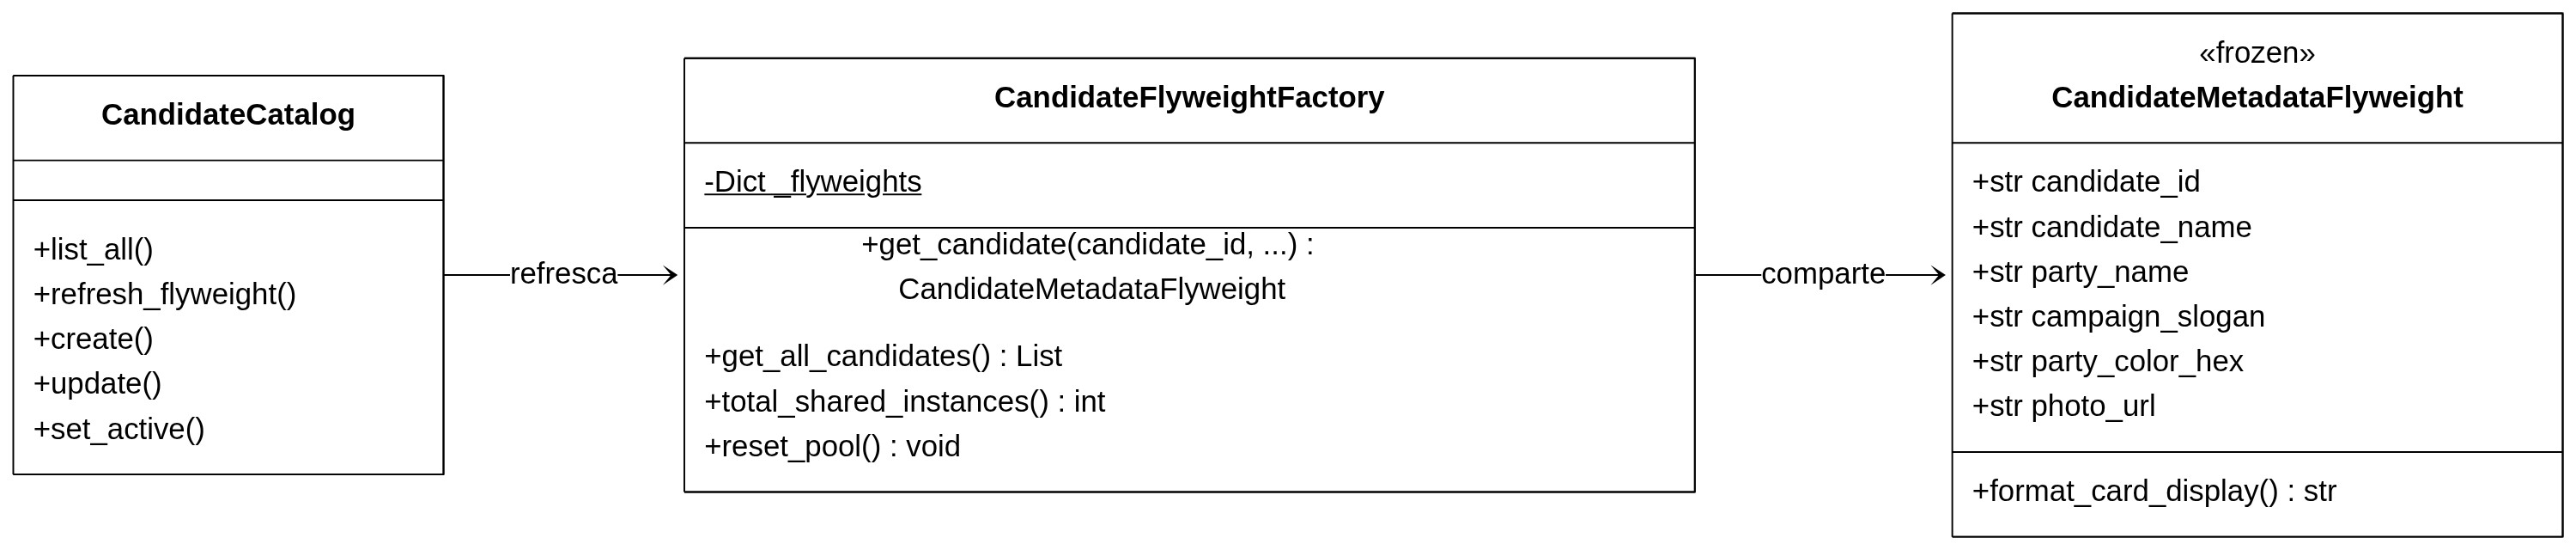 CandidateCatalog
+list_all()
+refresh_flyweight()
+create()
+update()
+set_active()
refresca
CandidateFlyweightFactory
-Dict _flyweights
+get_candidate(candidate_id, ...) :
CandidateMetadataFlyweight
+get_all_candidates() : List
+total_shared_instances() : int
+reset_pool() : void
comparte
«frozen»
CandidateMetadataFlyweight
+str candidate_id
+str candidate_name
+str party_name
+str campaign_slogan
+str party_color_hex
+str photo_url
+format_card_display() : str